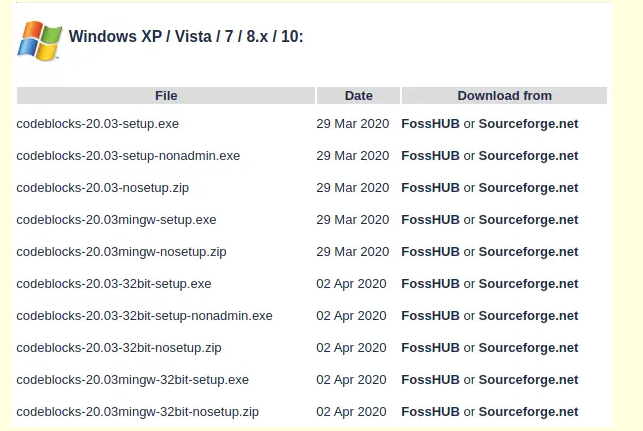 Windows XP / Vista / 7 / 8.x / 10:
File Date Download from
codeblocks-20.03-setup.exe 29 Mar 2020 FossHUB or Sourceforge.net
codeblocks-20.03-setup-nonadmin.exe 29 Mar 2020 FossHUB or Sourceforge.net
codeblocks-20.03-nosetup.zip 29 Mar 2020 FossHUB or Sourceforge.net
codeblocks-20.03mingw-setup.exe 29 Mar 2020 FossHUB or Sourceforge.net
codeblocks-20.03mingw-nosetup.zip 29 Mar 2020 FossHUB or Sourceforge.net
codeblocks-20.03-32bit-setup.exe 02 Apr 2020 FossHUB or Sourceforge.net
codeblocks-20.03-32bit-setup-nonadmin.exe 02 Apr 2020 FossHUB or Sourceforge.net
codeblocks-20.03-32bit-nosetup.zip 02 Apr 2020 FossHUB or Sourceforge.net
codeblocks-20.03mingw-32bit-setup.exe 02 Apr 2020 FossHUB or Sourceforge.net
codeblocks-20.03mingw-32bit-nosetup.zip 02 Apr 2020 FossHUB or Sourceforge.net